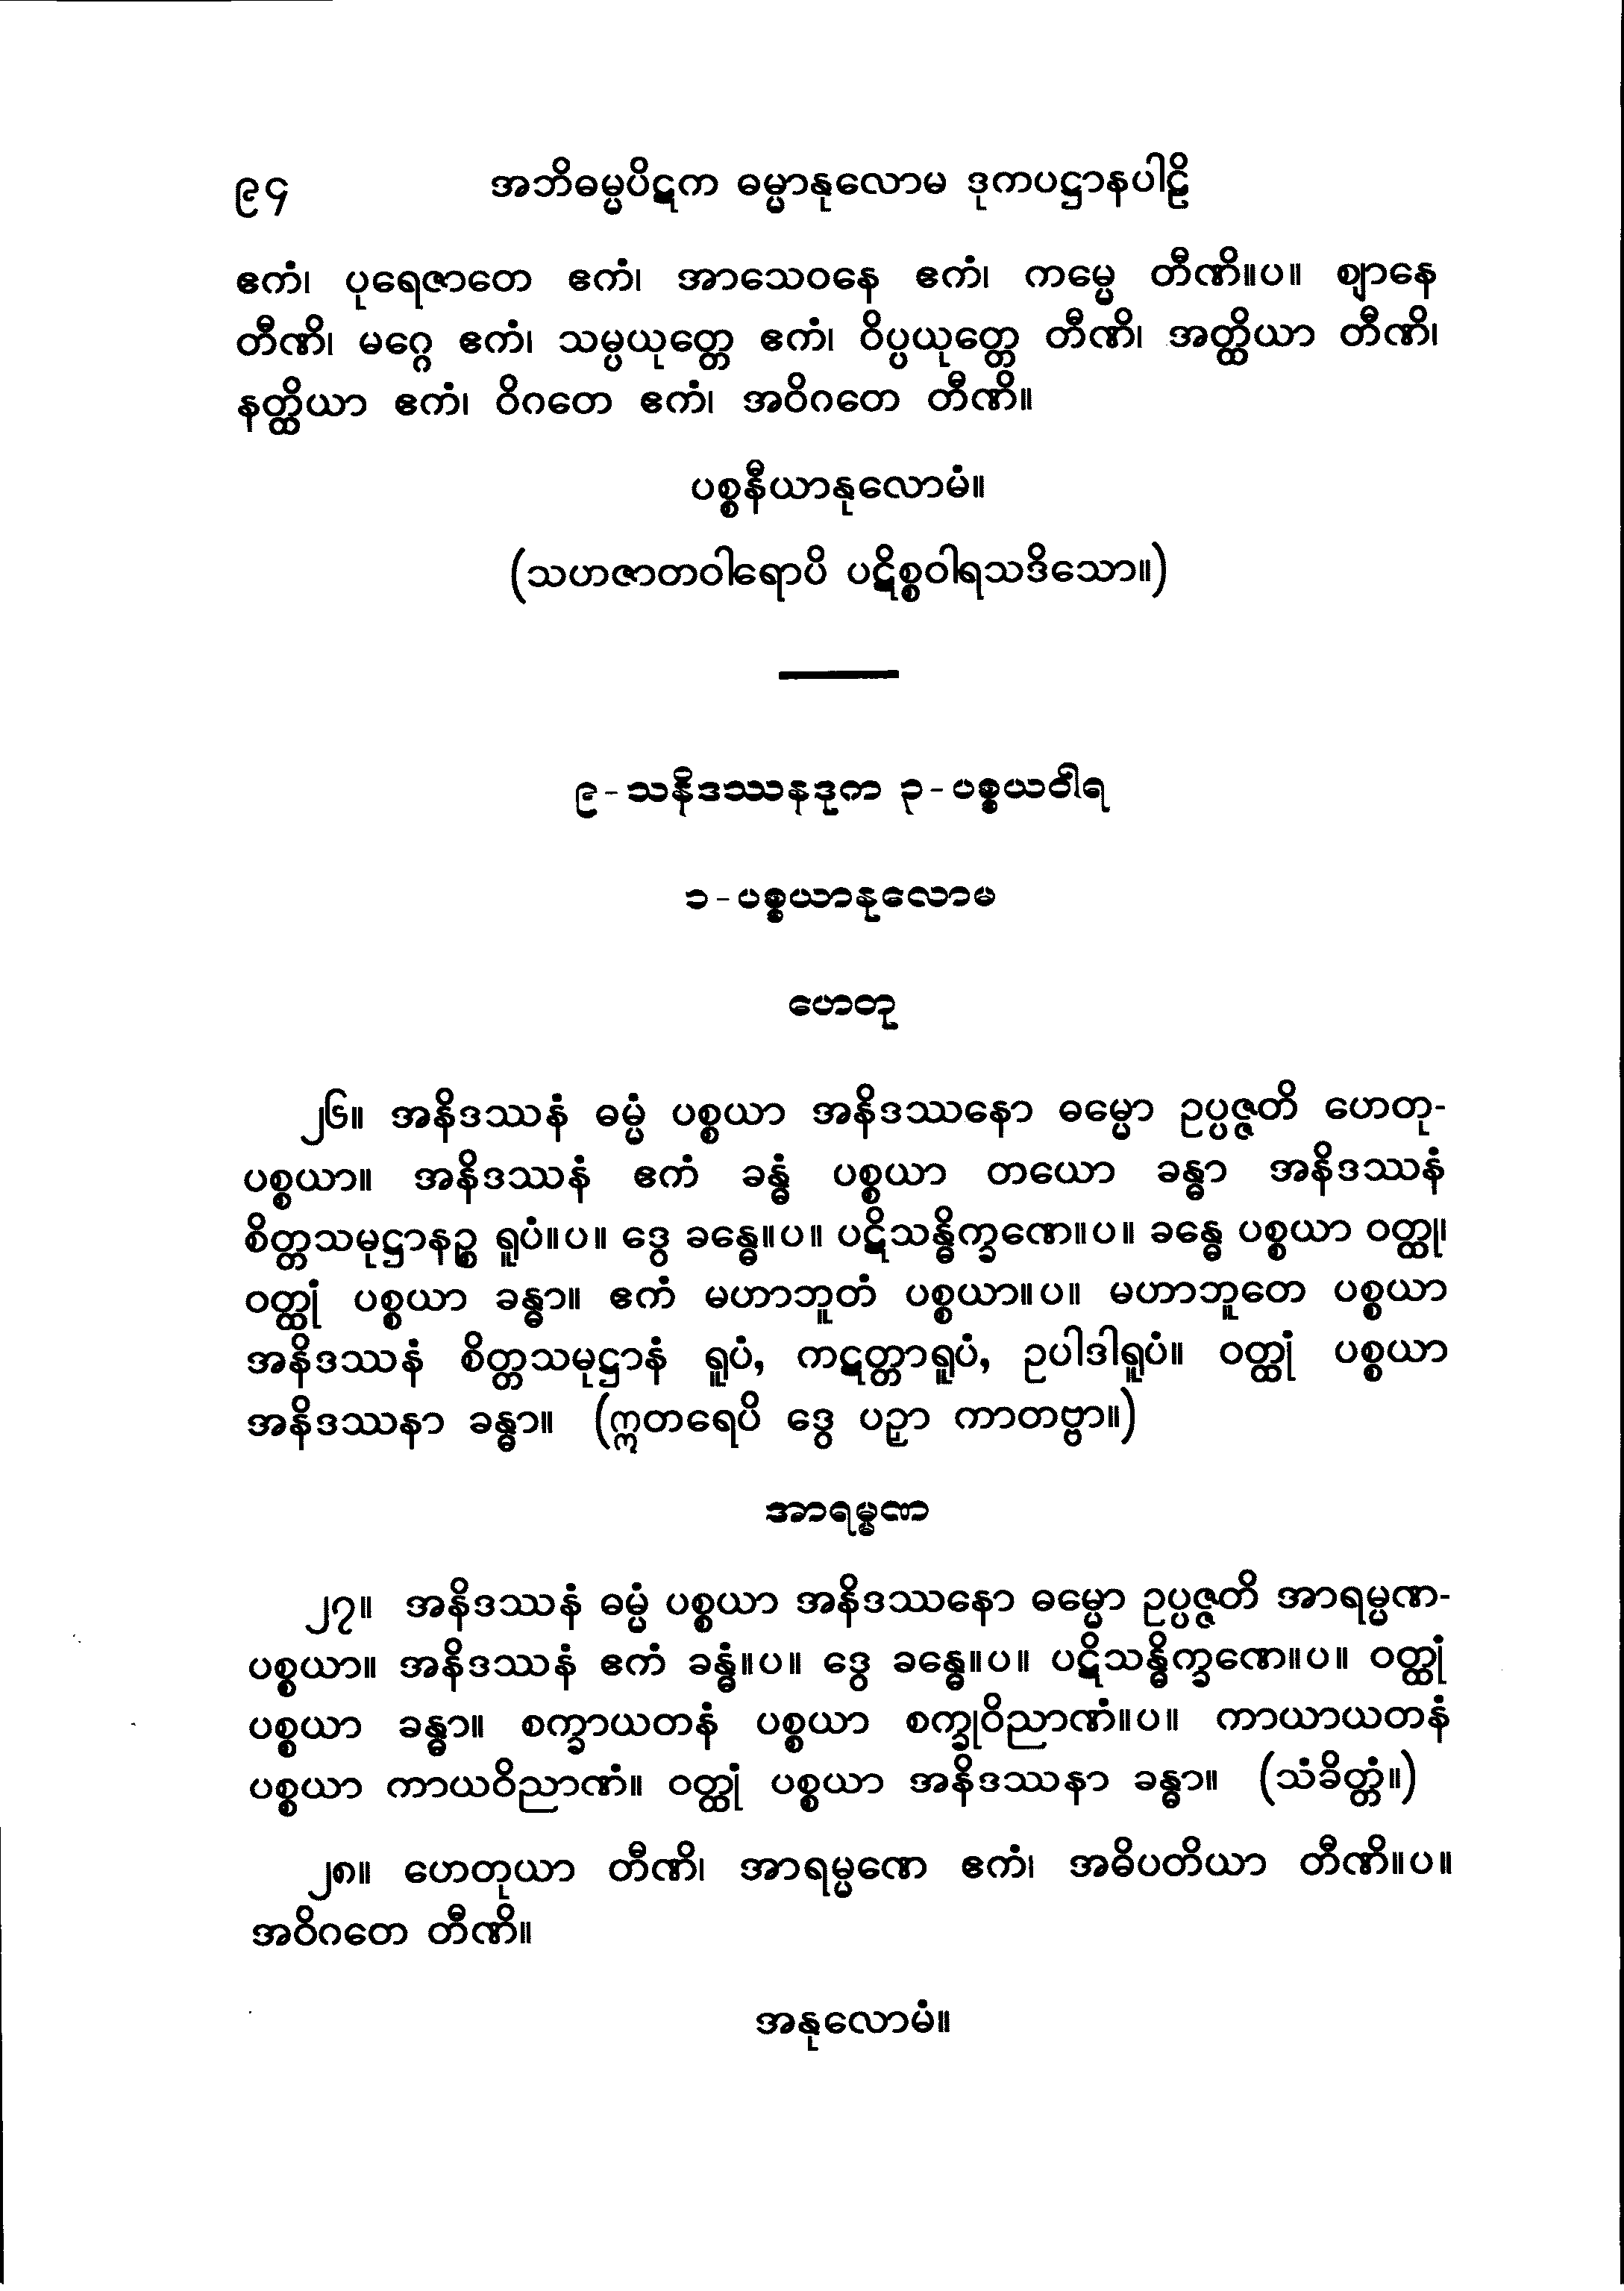 ၉၄ အဘိဓမ္မပိဋက ဓမ္မာနုလောမ ဒုကပဋ္ဌာနပါဠိ
ဧကံ၊ ပုရေဇာတေ ဧကံ၊ အာသေဝနေ ဧကံ၊ ကမ္မေ တီဏိ။ပ။ ဈာနေ
တီဏိ၊ မဂ္ဂေ ဧကံ၊ သမ္ပယုတ္တေ ဧကံ၊ ဝိပ္ပယုတ္တေ တီဏိ၊ အတ္ထိယာ တီဏိ၊
နတ္ထိယာ ဧကံ၊ ဝိဂတေ ဧကံ၊ အဝိဂတေ တီဏိ။
ပစ္စနီယာနုလောမံ။
(သဟဇာတဝါရောပိ ပဋိစ္စဝါရသဒိသော။)
၉-သနိဒဿနဒုက ၃-ပစ္စယဝါရ
၁-ပစ္စယာနုလောမ
ဟေတု
၂၆။ အနိဒဿနံ ဓမ္မံ ပစ္စယာ အနိဒဿနော ဓမ္မော ဥပ္ပဇ္ဇတိ ဟေတု-
ပစ္စယာ။ အနိဒဿနံ ဧကံ ခန္ဓံ ပစ္စယာ တယော ခန္ဓာ အနိဒဿနံ
စိတ္တသမုဋ္ဌာနဉ္စ ရူပံ။ပ။ ဒွေ ခန္ဓေ။ပ။ ပဋိသန္ဓိက္ခဏေ။ပ။ ခန္ဓေ ပစ္စယာ ဝတ္ထု၊
ဝတ္ထုံ ပစ္စယာ ခန္ဓာ။ ဧကံ မဟာဘူတံ ပစ္စယာ။ပ။ မဟာဘူတေ ပစ္စယာ
အနိဒဿနံ စိတ္တသမုဋ္ဌာနံ ရူပံ, ကဋတ္တာရူပံ, ဥပါဒါရူပံ။ ဝတ္ထုံ ပစ္စယာ
အနိဒဿနာ ခန္ဓာ။ (ဣတရေပိ ဒွေ ပဉှာ ကာတဗ္ဗာ။)
အာရမ္မဏ
၂၇။ အနိဒဿနံ ဓမ္မံ ပစ္စယာ အနိဒဿနော ဓမ္မော ဥပ္ပဇ္ဇတိ အာရမ္မဏ-
ပစ္စယာ။ အနိဒဿနံ ဧကံ ခန္ဓံ။ပ။ ဒွေ ခန္ဓေ။ပ။ ပဋိသန္ဓိက္ခဏေ။ပ။ ဝတ္ထုံ
ပစ္စယာ ခန္ဓာ။ စက္ခာယတနံ ပစ္စယာ စက္ခုဝိညာဏံ။ပ။ ကာယာယတနံ
ပစ္စယာ ကာယဝိညာဏံ။ ဝတ္ထုံ ပစ္စယာ အနိဒဿနာ ခန္ဓာ။ (သံခိတ္တံ။)
၂၈။ ဟေတုယာ တီဏိ၊ အာရမ္မဏေ ဧကံ၊ အဓိပတိယာ တီဏိ။ပ။
အဝိဂတေ တီဏိ။
အနုလောမံ။